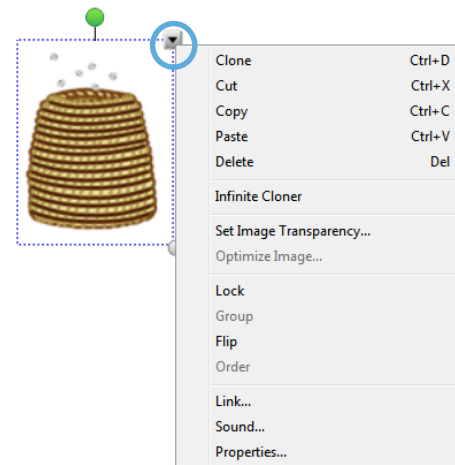 Clone Ctrl+D
Cut Ctrl+X
Copy Ctrl+C
Paste Ctrl+V
Delete Del
Infinite Cloner
Set Image Transparency...
Optimize Image...
Lock
Group
Flip
Order
Link...
Sound...
Properties...